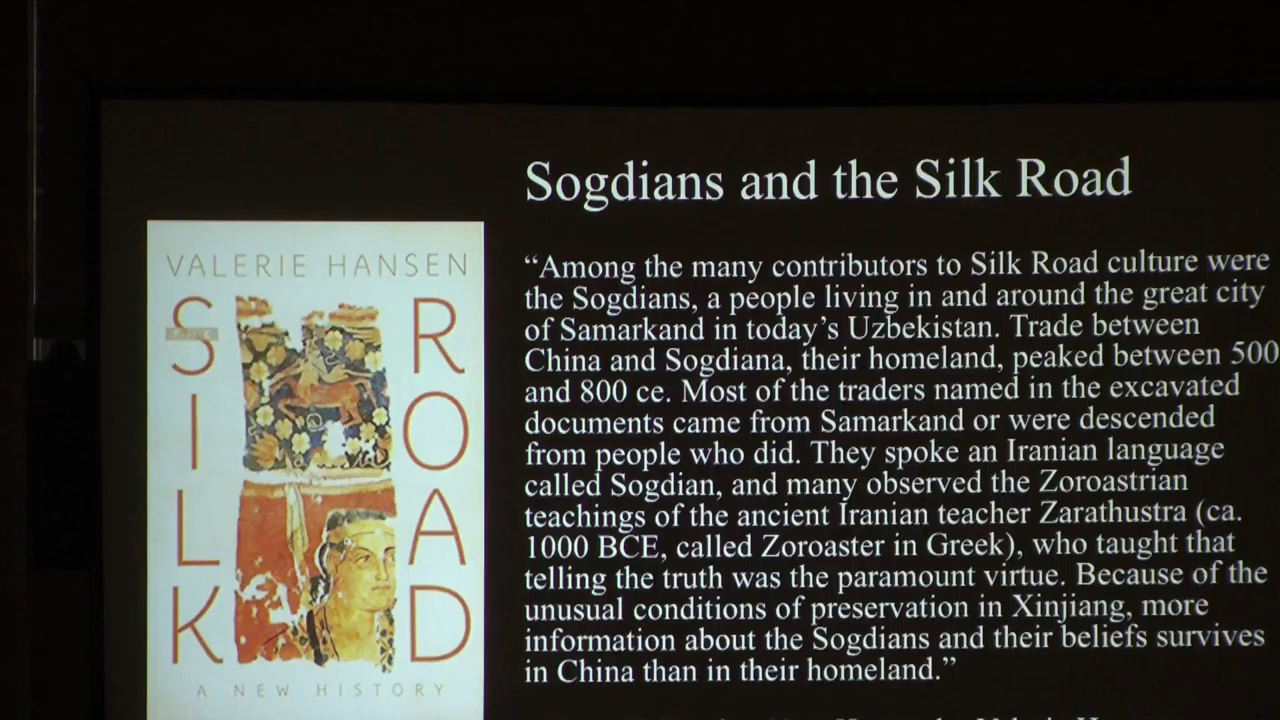 Sogdians and the Silk Road
VALERIE HANSEN
SILK
ROAD
A NEW HISTORY
“Among the many contributors to Silk Road culture were
the Sogdians, a people living in and around the great city
of Samarkand in today’s Uzbekistan. Trade between
China and Sogdiana, their homeland, peaked between 500
and 800 ce. Most of the traders named in the excavated
documents came from Samarkand or were descended
from people who did. They spoke an Iranian language
called Sogdian, and many observed the Zoroastrian
teachings of the ancient Iranian teacher Zarathustra (ca.
1000 BCE, called Zoroaster in Greek), who taught that
telling the truth was the paramount virtue. Because of the
unusual conditions of preservation in Xinjiang, more
information about the Sogdians and their beliefs survives
in China than in their homeland.”